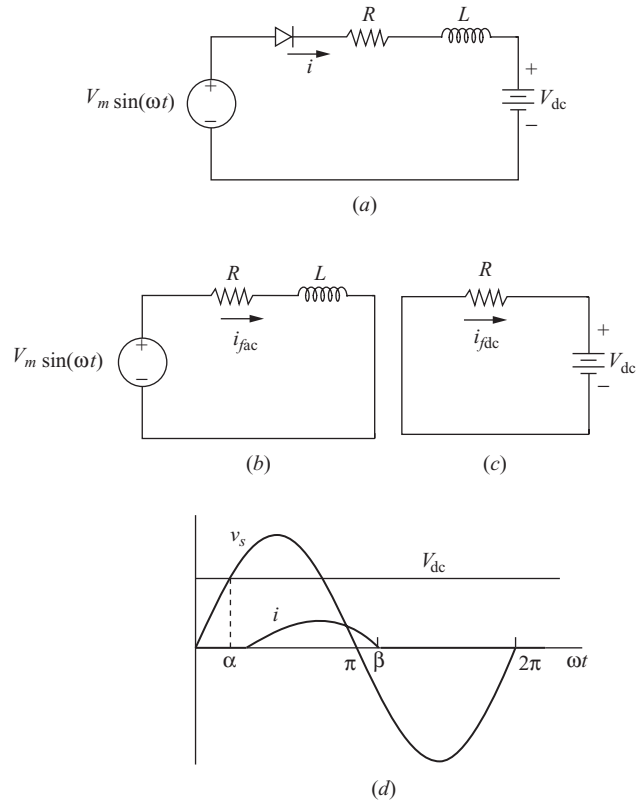 R L
+
V_m sin(ωt) + − i V_dc
−
(a)
R L R
+
V_m sin(ωt) + − i_fac i_fdc V_dc
−
(b) (c)
v_s V_dc
i
α π β 2π ωt
(d)